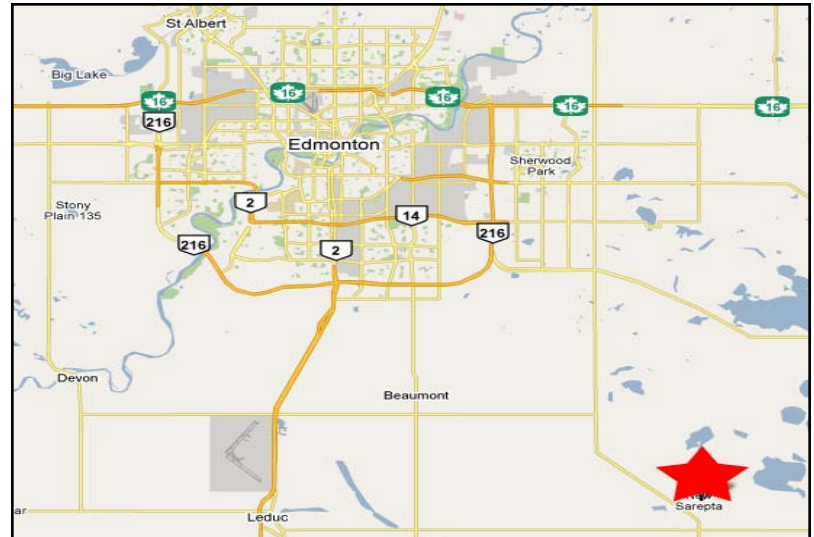 St Albert
Big Lake
16
16
16
16
16
216
Edmonton
Sherwood
Park
Stony
Plain 135
2
14
216
216
2
Devon
Beaumont
New
Sarepta
Leduc
ar